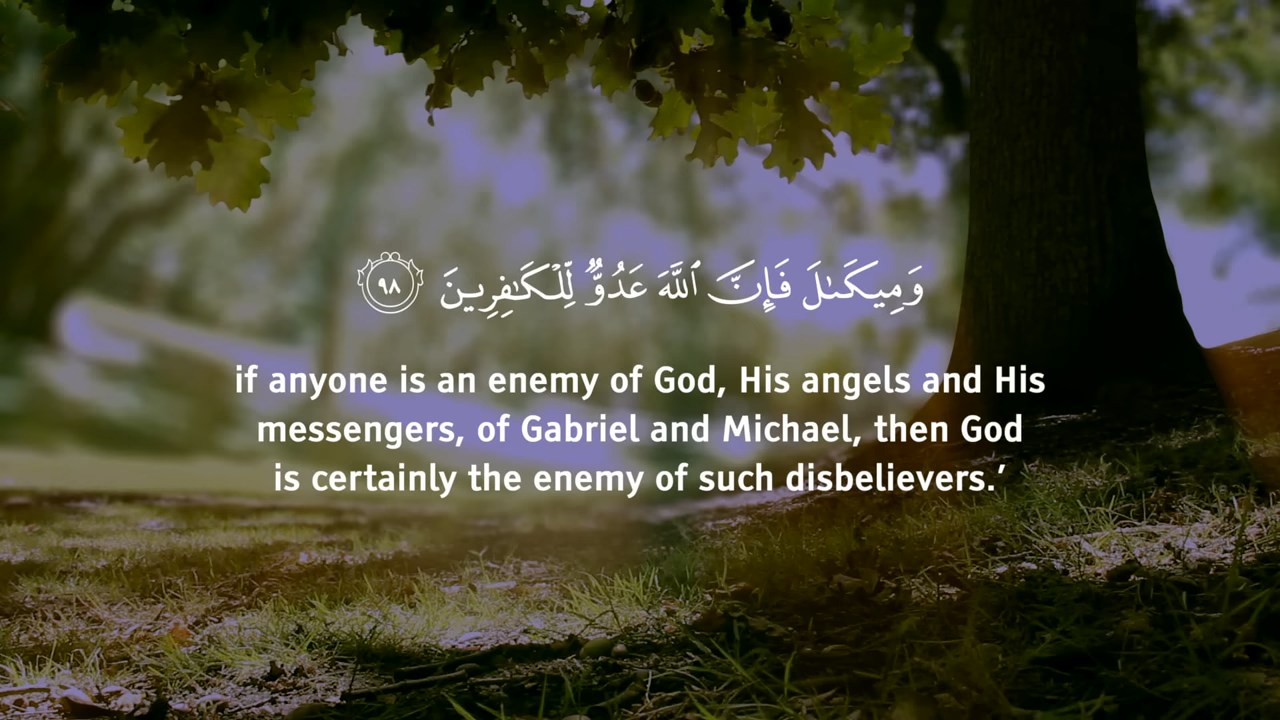 وَمِيكَىٰلَ فَإِنَّ ٱللَّهَ عَدُوٌّ لِّلْكَـٰفِرِينَ ٩٨
if anyone is an enemy of God, His angels and His
messengers, of Gabriel and Michael, then God
is certainly the enemy of such disbelievers.’